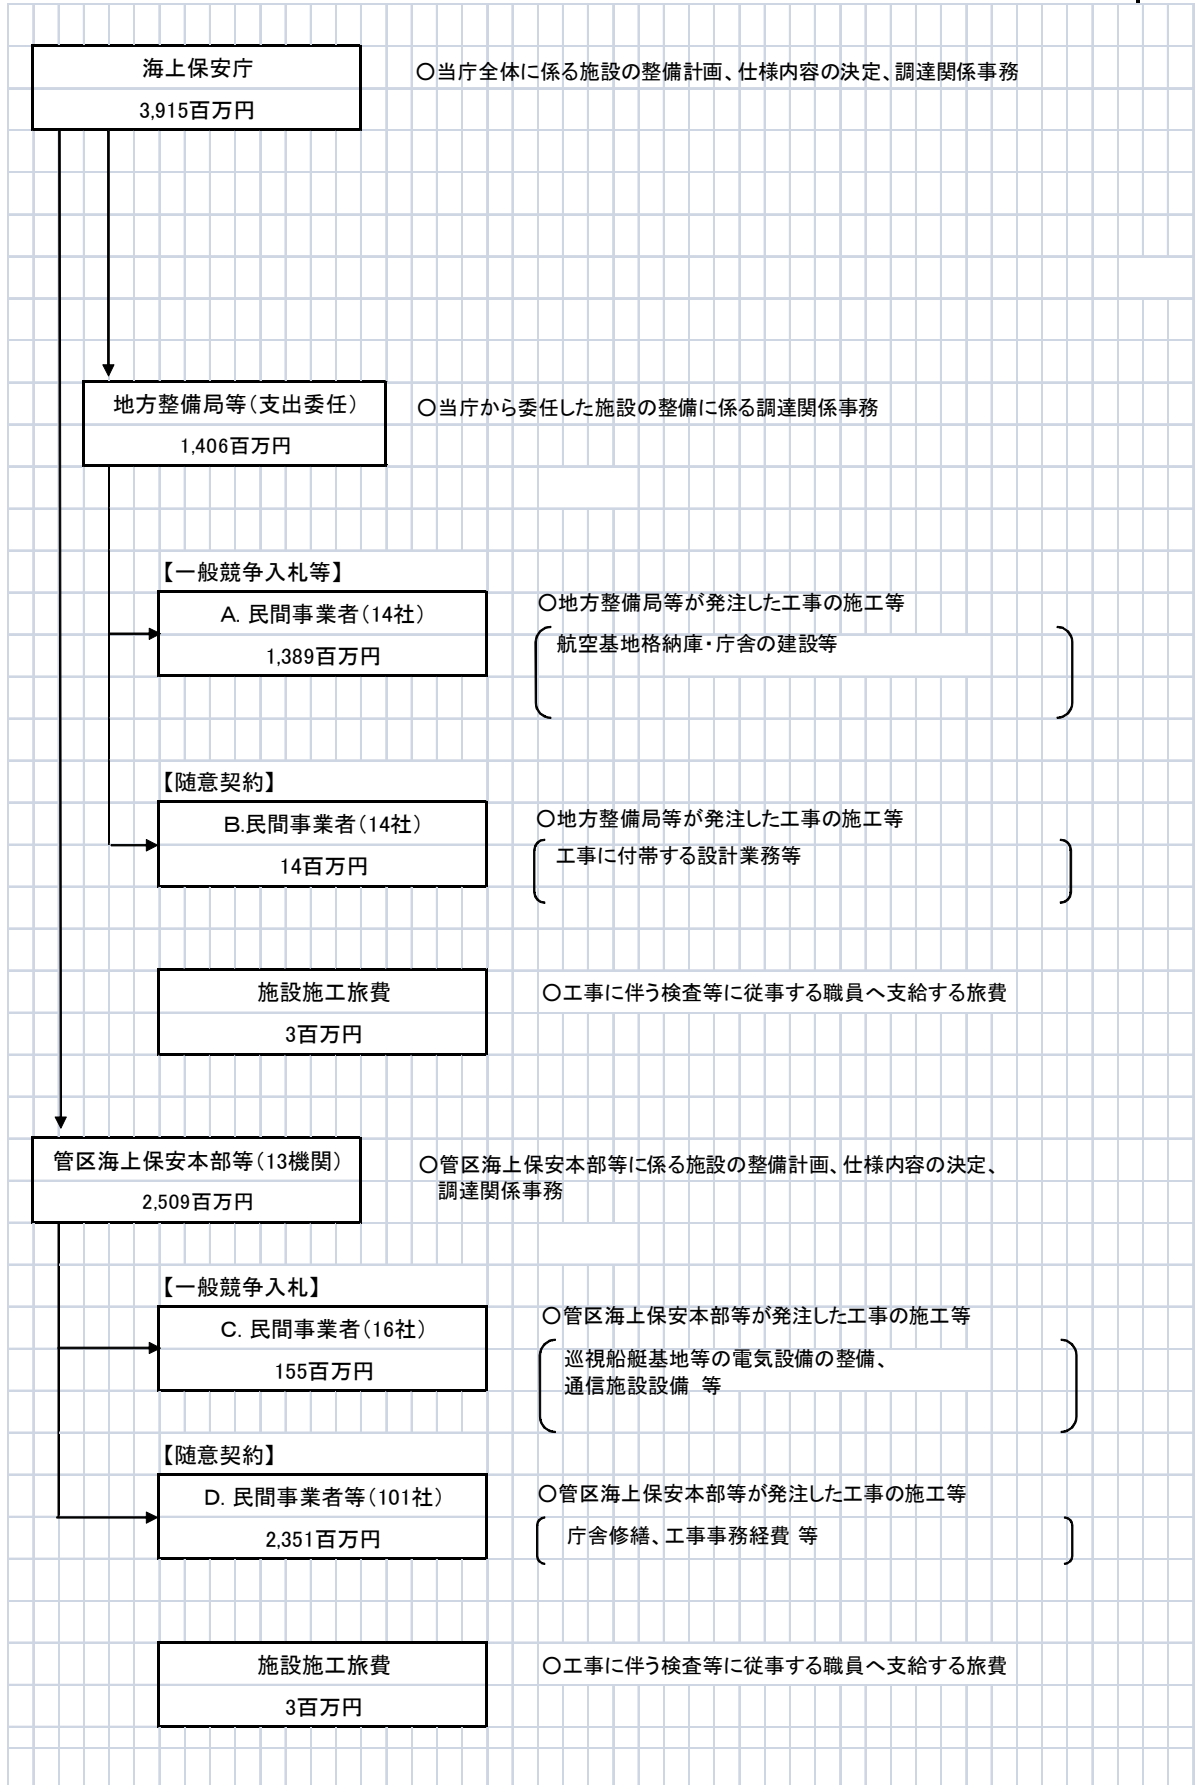 海上保安庁
3,915百万円
○当庁全体に係る施設の整備計画、仕様内容の決定、調達関係事務
地方整備局等（支出委任）
1,406百万円
○当庁から委任した施設の整備に係る調達関係事務
【一般競争入札等】
A. 民間事業者（14社）
1,389百万円
○地方整備局等が発注した工事の施工等
航空基地格納庫・庁舎の建設等
【随意契約】
B.民間事業者（14社）
14百万円
○地方整備局等が発注した工事の施工等
工事に付帯する設計業務等
施設施工旅費
3百万円
○工事に伴う検査等に従事する職員へ支給する旅費
管区海上保安本部等（13機関）
2,509百万円
○管区海上保安本部等に係る施設の整備計画、仕様内容の決定、
調達関係事務
【一般競争入札】
C. 民間事業者（16社）
155百万円
○管区海上保安本部等が発注した工事の施工等
巡視船艇基地等の電気設備の整備、
通信施設設備 等
【随意契約】
D. 民間事業者等（101社）
2,351百万円
○管区海上保安本部等が発注した工事の施工等
庁舎修繕、工事事務経費 等
施設施工旅費
3百万円
○工事に伴う検査等に従事する職員へ支給する旅費